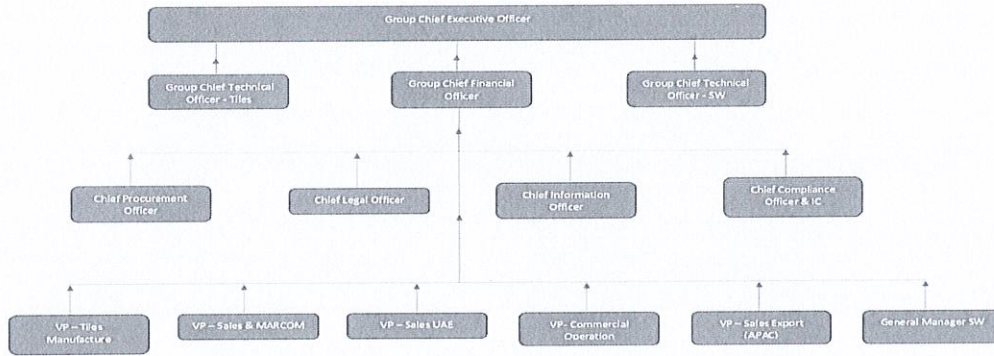 Group Chief Executive Officer
Group Chief Technical
Officer - Tiles
Group Chief Financial
Officer
Group Chief Technical
Officer - SW
Chief Procurement
Officer
Chief Legal Officer
Chief Information
Officer
Chief Compliance
Officer & IC
VP – Tiles
Manufacture
VP – Sales & MARCOM
VP – Sales UAE
VP- Commercial
Operation
VP – Sales Export
(APAC)
General Manager SW